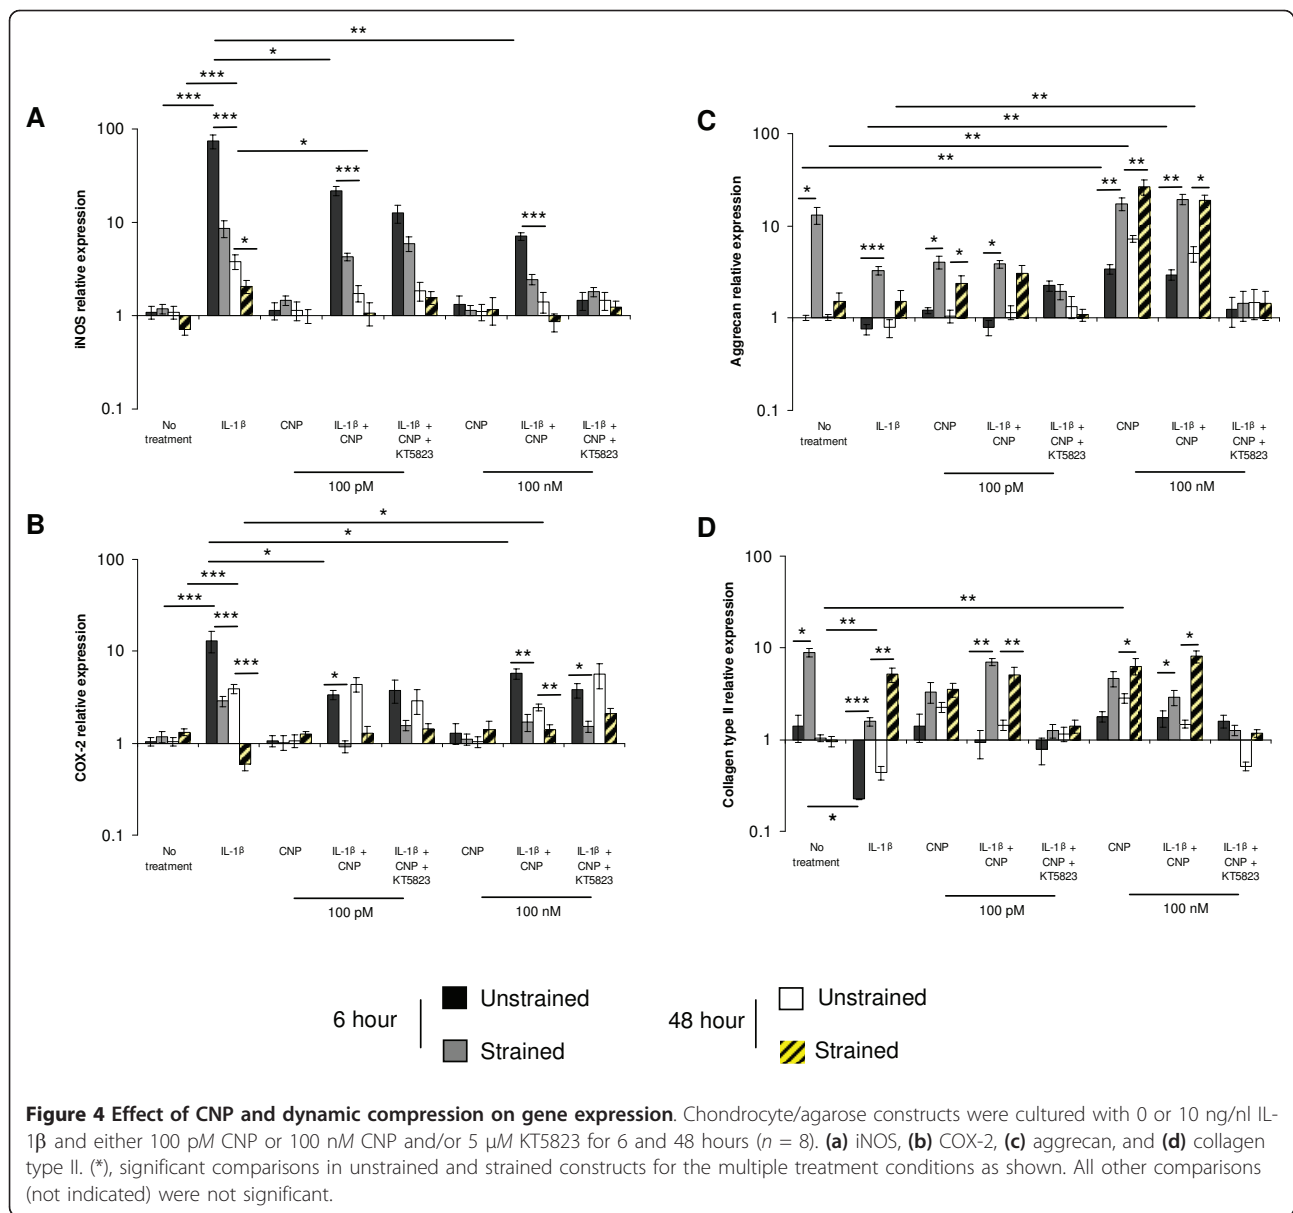 **
*
***
***
A
***
*
***
***
*
100
10
1
0.1
iNOS relative expression
No treatment
IL-1β
CNP
IL-1β + CNP
IL-1β + CNP + KT5823
CNP
IL-1β + CNP
IL-1β + CNP + KT5823
100 pM
100 nM
C
**
**
**
**
*
***
*
*
*
**
**
**
*
100
10
1
0.1
Aggrecan relative expression
No treatment
IL-1β
CNP
IL-1β + CNP
IL-1β + CNP + KT5823
CNP
IL-1β + CNP
IL-1β + CNP + KT5823
100 pM
100 nM
B
*
*
*
***
***
***
***
*
**
**
*
100
10
1
0.1
COX-2 relative expression
No treatment
IL-1β
CNP
IL-1β + CNP
IL-1β + CNP + KT5823
CNP
IL-1β + CNP
IL-1β + CNP + KT5823
100 pM
100 nM
D
**
**
*
***
**
**
**
*
*
*
*
100
10
1
0.1
Collagen type II relative expression
No treatment
IL-1β
CNP
IL-1β + CNP
IL-1β + CNP + KT5823
CNP
IL-1β + CNP
IL-1β + CNP + KT5823
100 pM
100 nM
6 hour
Unstrained
Strained
48 hour
Unstrained
Strained
Figure 4 Effect of CNP and dynamic compression on gene expression. Chondrocyte/agarose constructs were cultured with 0 or 10 ng/nl IL-
1β and either 100 pM CNP or 100 nM CNP and/or 5 μM KT5823 for 6 and 48 hours (n = 8). (a) iNOS, (b) COX-2, (c) aggrecan, and (d) collagen
type II. (*), significant comparisons in unstrained and strained constructs for the multiple treatment conditions as shown. All other comparisons
(not indicated) were not significant.